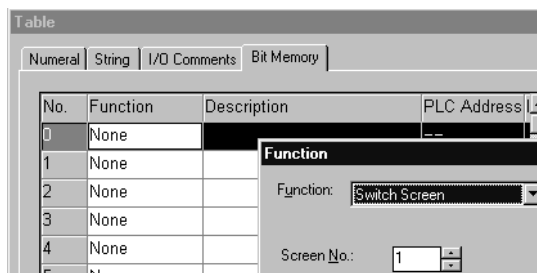 Table
Numeral String I/O Comments Bit Memory
No. Function Description PLC Address
0 None --
Function
1 None
Function: Switch Screen
2 None
3 None
4 None
Screen No.: 1